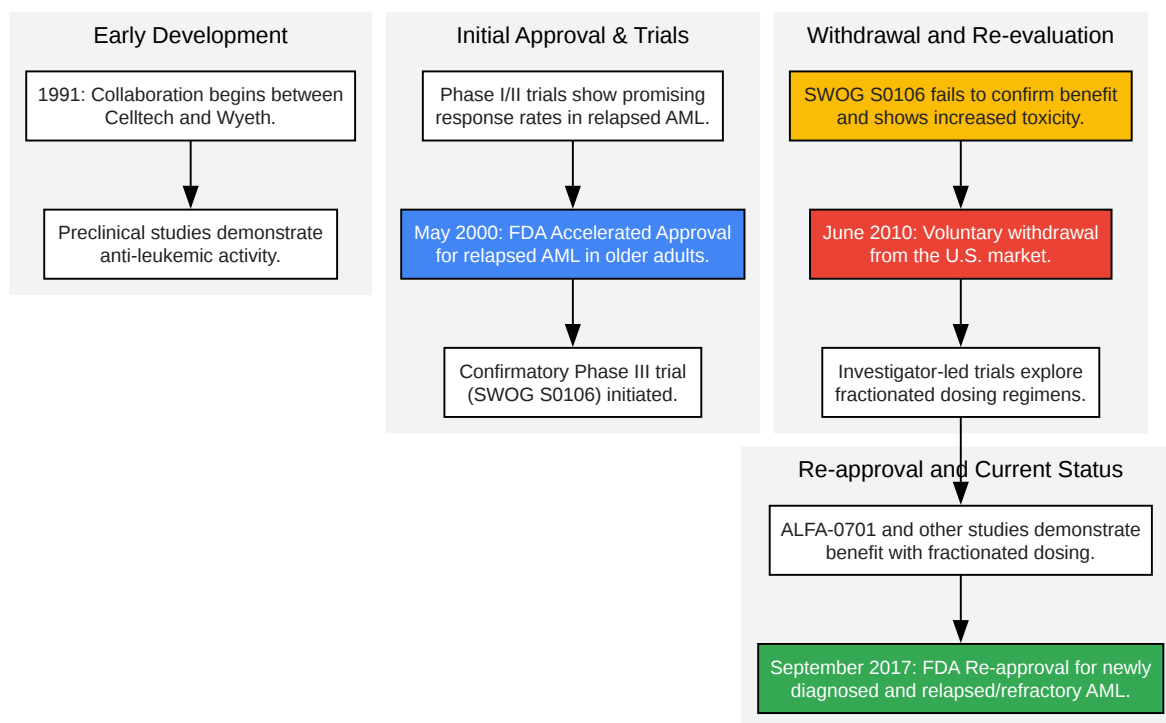 Early Development
1991: Collaboration begins between
Celltech and Wyeth.
Preclinical studies demonstrate
anti-leukemic activity.
Initial Approval & Trials
Phase I/II trials show promising
response rates in relapsed AML.
May 2000: FDA Accelerated Approval
for relapsed AML in older adults.
Confirmatory Phase III trial
(SWOG S0106) initiated.
Withdrawal and Re-evaluation
SWOG S0106 fails to confirm benefit
and shows increased toxicity.
June 2010: Voluntary withdrawal
from the U.S. market.
Investigator-led trials explore
fractionated dosing regimens.
Re-approval and Current Status
ALFA-0701 and other studies demonstrate
benefit with fractionated dosing.
September 2017: FDA Re-approval for newly
diagnosed and relapsed/refractory AML.